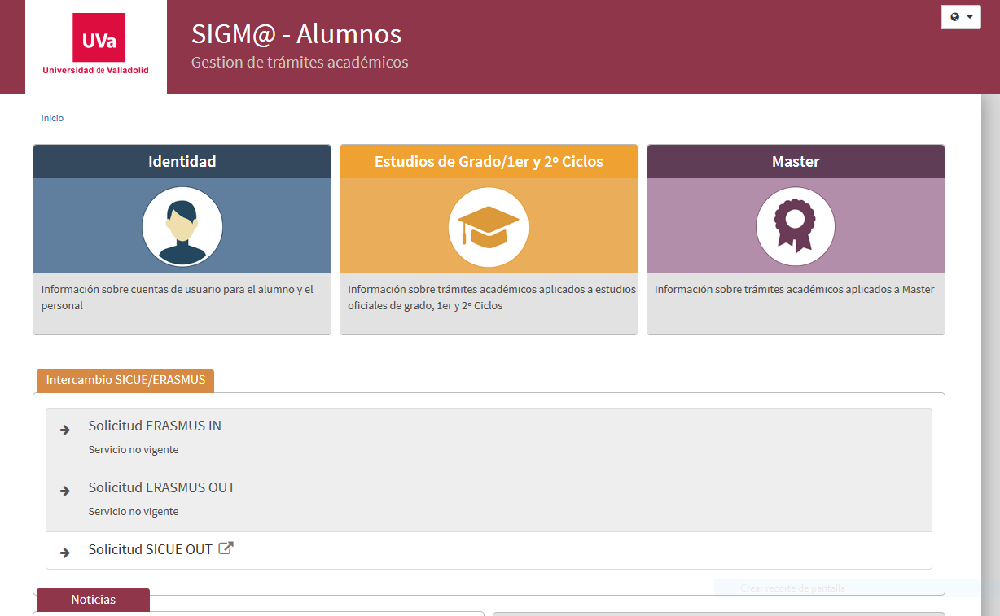 UVa
Universidad de Valladolid
SIGM@ - Alumnos
Gestion de trámites académicos
Inicio
Identidad
Información sobre cuentas de usuario para el alumno y el
personal
Estudios de Grado/1er y 2º Ciclos
Información sobre trámites académicos aplicados a estudios
oficiales de grado, 1er y 2º Ciclos
Master
Información sobre trámites académicos aplicados a Master
Intercambio SICUE/ERASMUS
Solicitud ERASMUS IN
Servicio no vigente
Solicitud ERASMUS OUT
Servicio no vigente
Solicitud SICUE OUT
Crear recorte de pantalla
Noticias